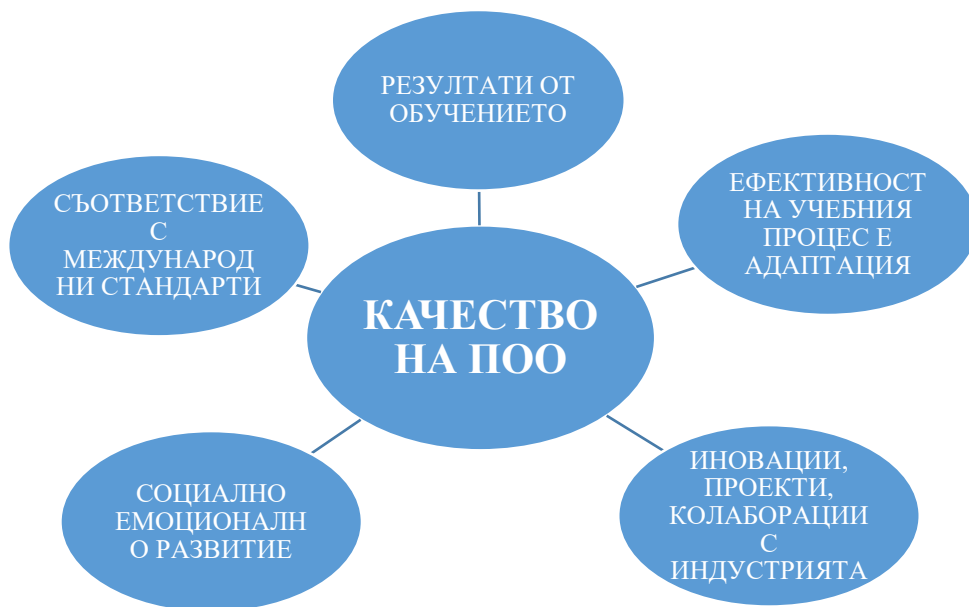 РЕЗУЛТАТИ ОТ
ОБУЧЕНИЕТО
ЕФЕКТИВНОСТ
НА УЧЕБНИЯ
ПРОЦЕС Е
АДАПТАЦИЯ
ИНОВАЦИИ,
ПРОЕКТИ,
КОЛАБОРАЦИИ
С
ИНДУСТРИЯТА
СОЦИАЛНО
ЕМОЦИОНАЛН
О РАЗВИТИЕ
СЪОТВЕТСТВИЕ
С
МЕЖДУНАРОД
НИ СТАНДАРТИ
КАЧЕСТВО
НА ПОО